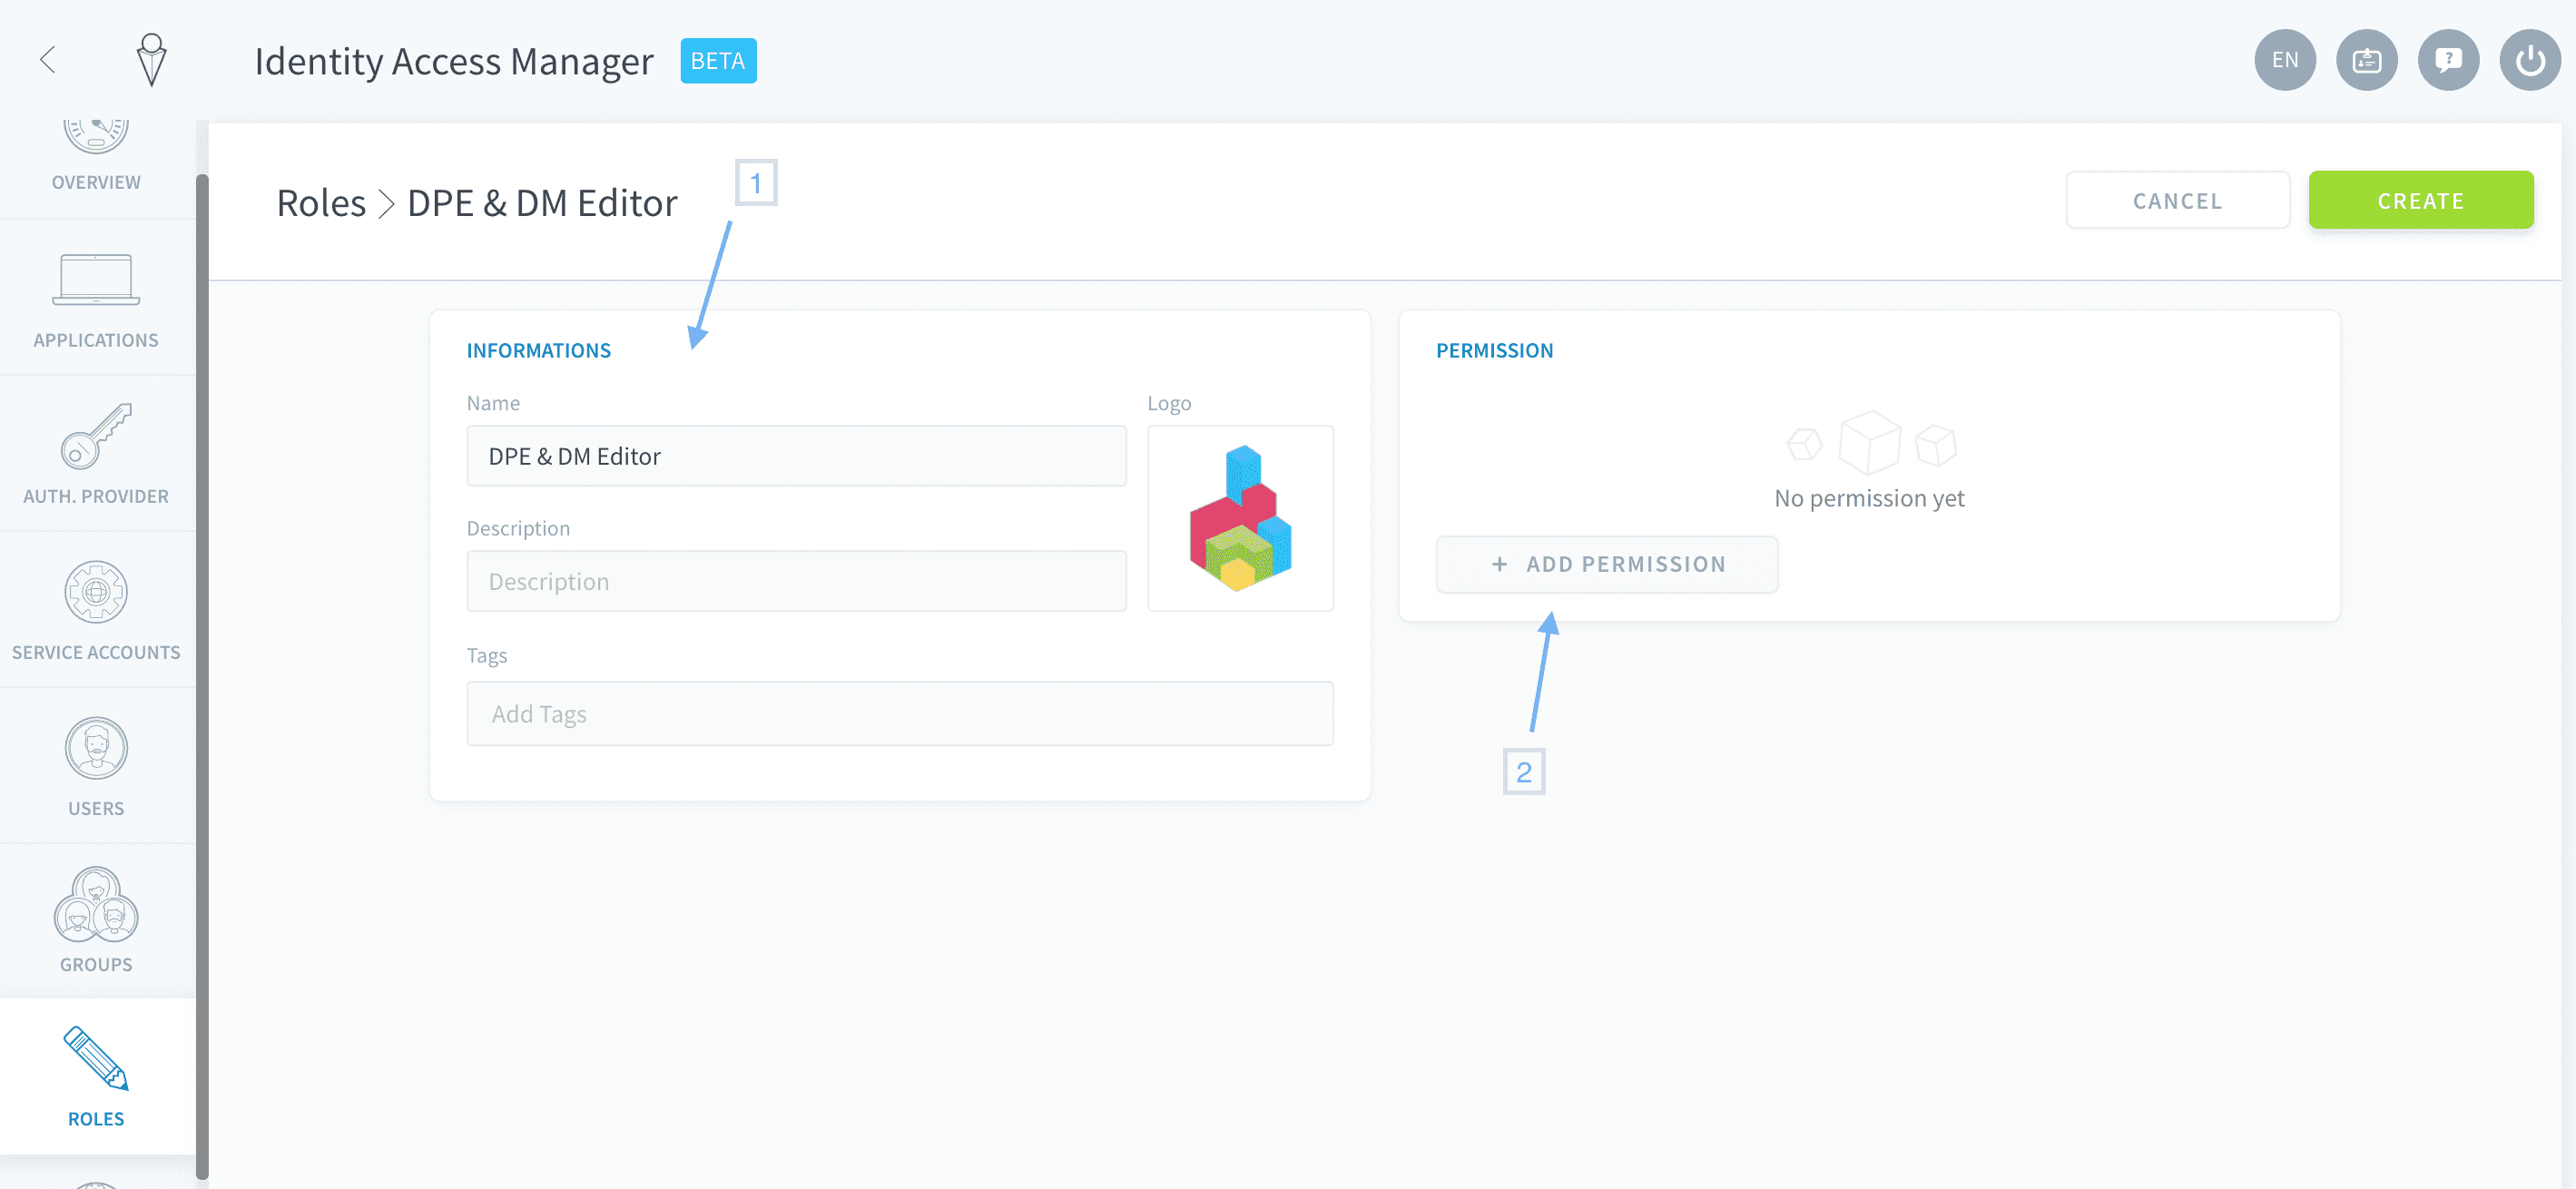 Identity Access Manager BETA
EN
OVERVIEW
APPLICATIONS
AUTH. PROVIDER
SERVICE ACCOUNTS
USERS
GROUPS
ROLES
Roles > DPE & DM Editor
1
CANCEL
CREATE
INFORMATIONS
Name
DPE & DM Editor
Logo
Description
Description
Tags
Add Tags
PERMISSION
No permission yet
+ ADD PERMISSION
2